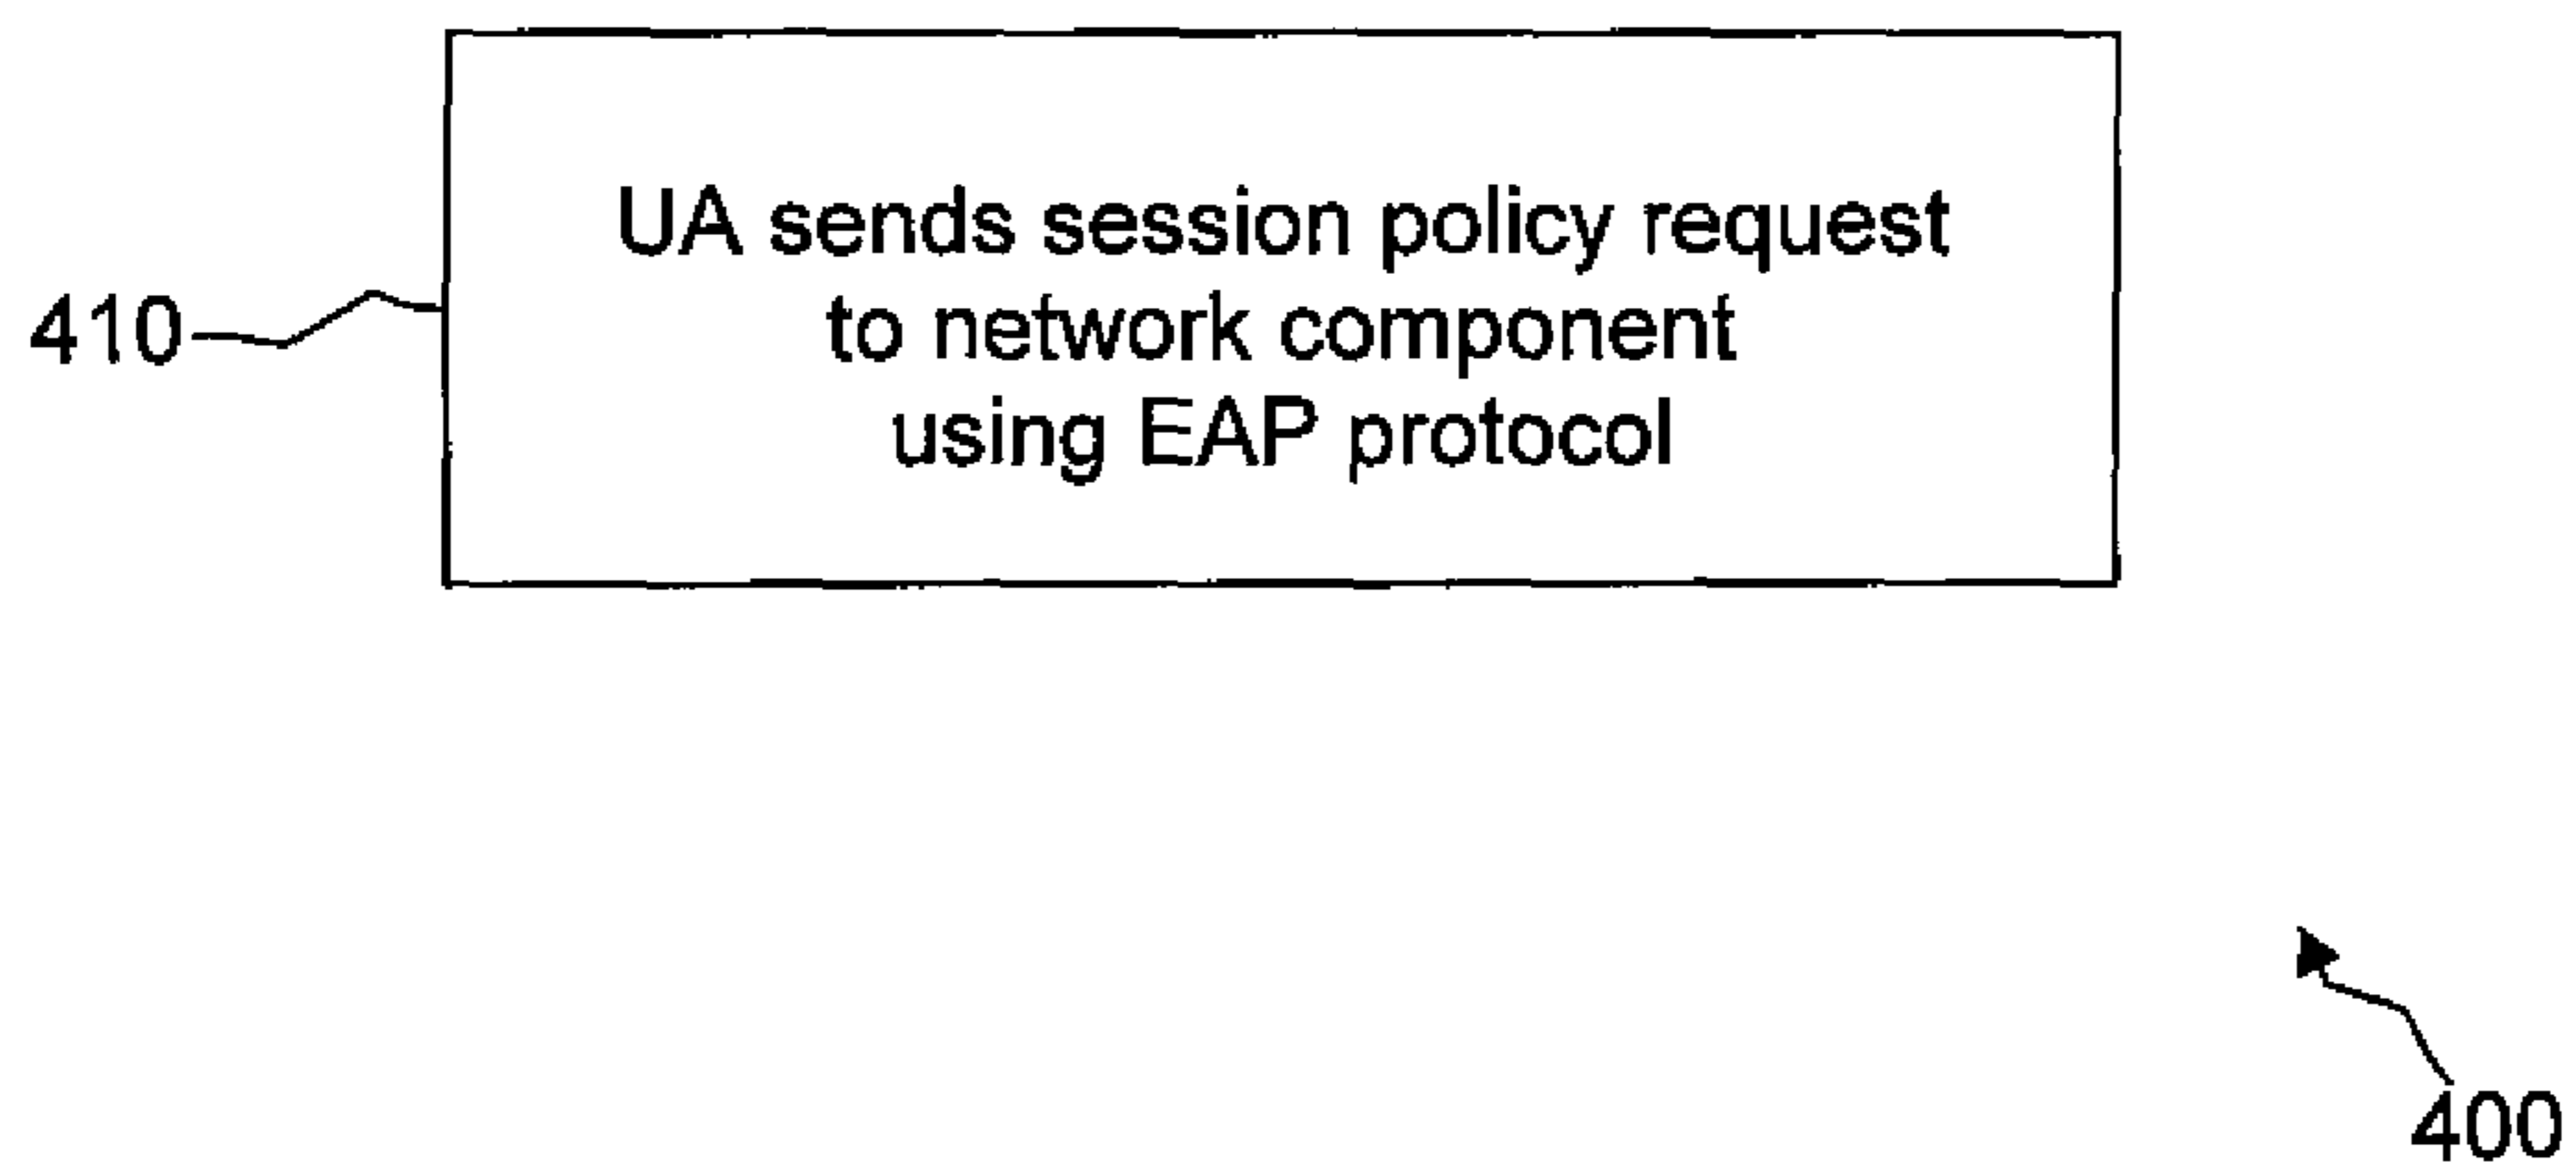 UA sends session policy request
to network component
using EAP protocol
410
400